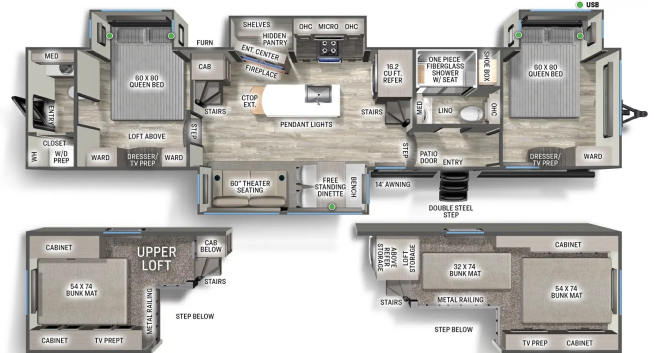 USB
SHELVES
HIDDEN
PANTRY
OHC MICRO OHC
MED
FURN
CAB
ENT. CENTER
FIREPLACE
16.2
CU FT.
REFER
ONE PIECE
FIBERGLASS
SHOWER
W/ SEAT
SHOE BOX
60 X 80
QUEEN BED
60 X 80
QUEEN BED
ENTRY
STAIRS
CTOP
EXT.
STAIRS
MED
LINO
OHC
PENDANT LIGHTS
LOFT ABOVE
STEP
STEP
CLOSET
W/D
PREP
WH
WARD
DRESSER/
TV PREP
WARD
PATIO
DOOR
ENTRY
DRESSER/
TV PREP
WARD
60" THEATER
SEATING
FREE
STANDING
DINETTE
BENCH
14' AWNING
DOUBLE STEEL
STEP
CABINET
UPPER
LOFT
CAB
BELOW
STAIRS
54 X 74
BUNK MAT
METAL RAILING
STEP BELOW
CABINET
TV PREPT
LOFT
STORAGE
ABOVE
REFER
STORAGE
CABINET
32 X 74
BUNK MAT
54 X 74
BUNK MAT
STAIRS
METAL RAILING
STEP BELOW
TV PREP
CABINET